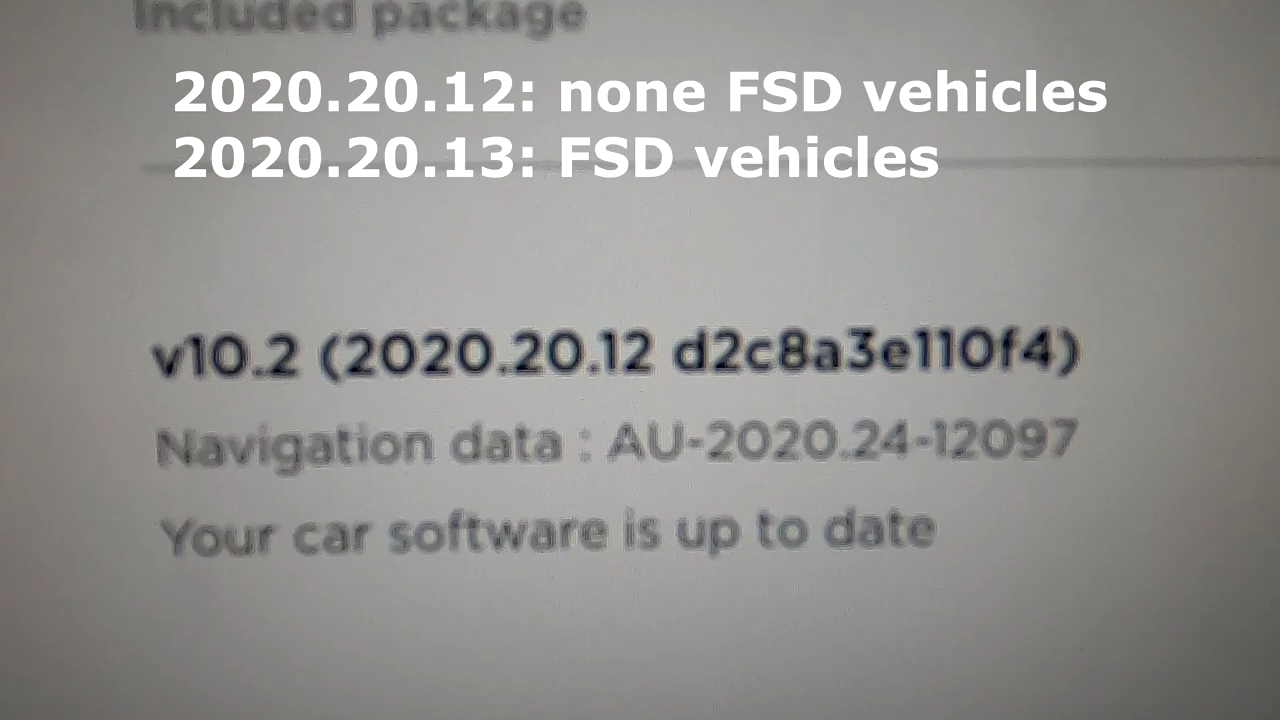 Included package
2020.20.12: none FSD vehicles
2020.20.13: FSD vehicles
v10.2 (2020.20.12 d2c8a3e110f4)
Navigation data : AU-2020.24-12097
Your car software is up to date